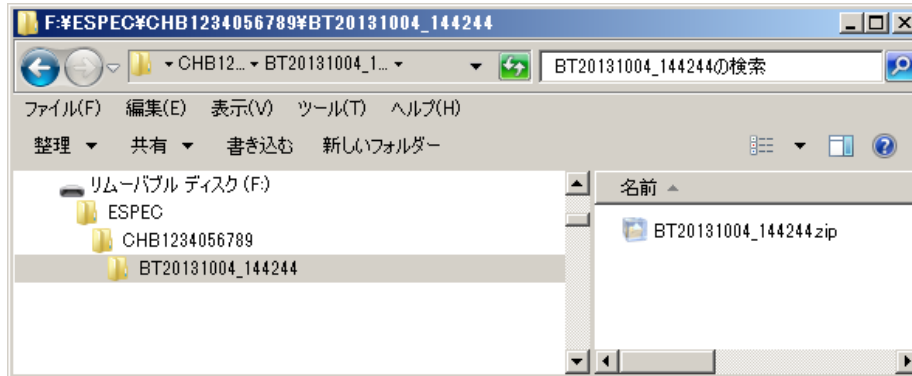 F:¥ESPEC¥CHB1234056789¥BT20131004_144244
CHB12... BT20131004_1... BT20131004_144244の検索
ファイル(F) 編集(E) 表示(V) ツール(T) ヘルプ(H)
整理 共有 書き込む 新しいフォルダー
リムーバブル ディスク (F:)
ESPEC
CHB1234056789
BT20131004_144244
名前
BT20131004_144244.zip